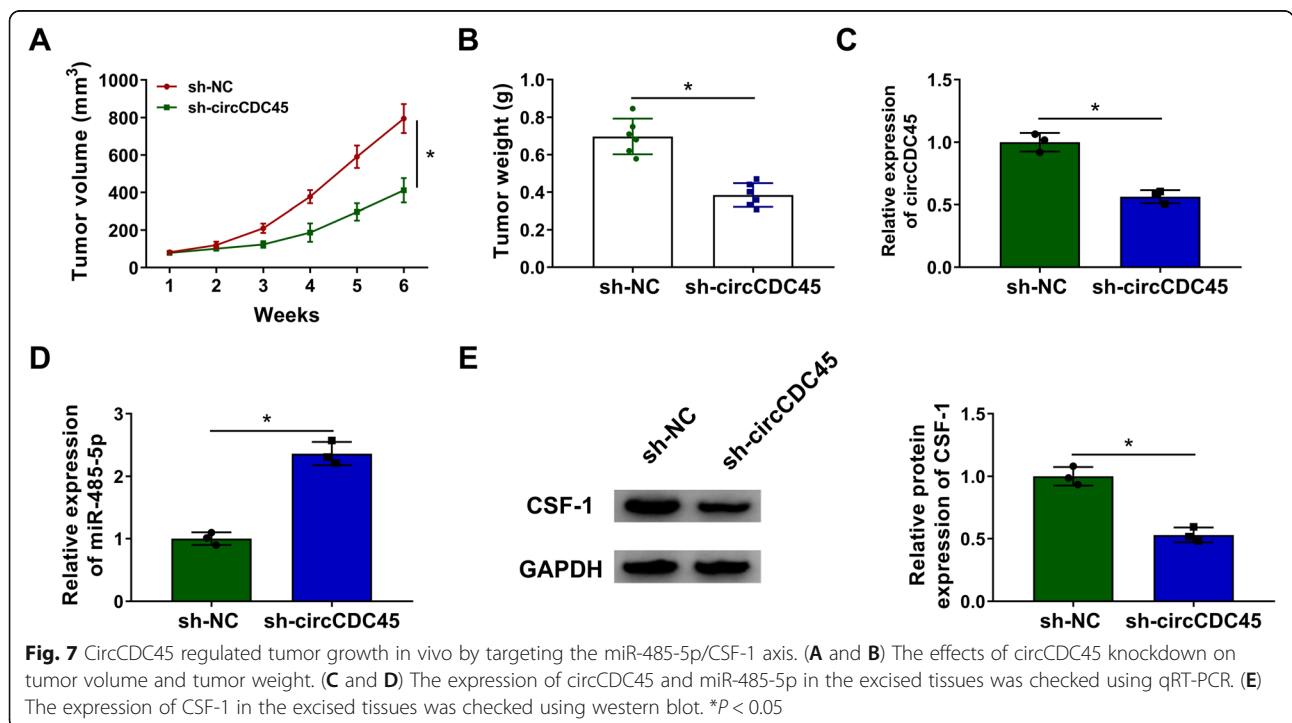 A
B
C
Tumor volume (mm³)
1000
800
600
400
200
0
sh-NC
sh-circCDC45
*
1 2 3 4 5 6
Weeks
Tumor weight (g)
1.0
0.8
0.6
0.4
0.2
0.0
*
sh-NC sh-circCDC45
Relative expression
of circCDC45
1.5
1.0
0.5
0.0
*
sh-NC sh-circCDC45
D
E
Relative expression
of miR-485-5p
3
2
1
0
*
sh-NC sh-circCDC45
sh-NC
sh-circCDC45
CSF-1
GAPDH
Relative protein
expression of CSF-1
1.5
1.0
0.5
0.0
*
sh-NC sh-circCDC45
Fig. 7 CircCDC45 regulated tumor growth in vivo by targeting the miR-485-5p/CSF-1 axis. (A and B) The effects of circCDC45 knockdown on
tumor volume and tumor weight. (C and D) The expression of circCDC45 and miR-485-5p in the excised tissues was checked using qRT-PCR. (E)
The expression of CSF-1 in the excised tissues was checked using western blot. *P < 0.05